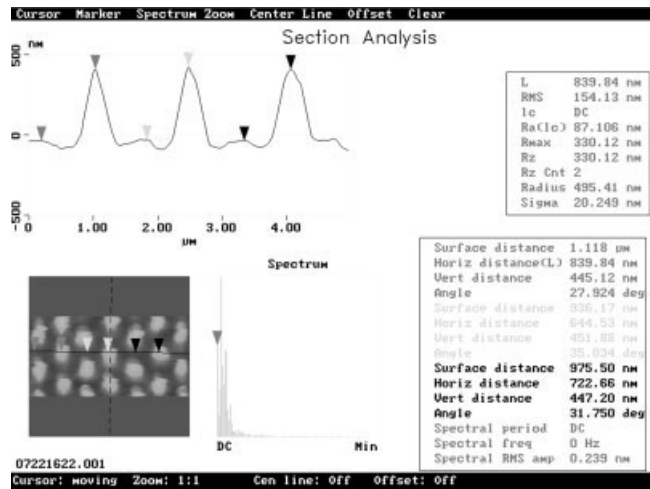 Cursor Marker Spectrum Zoom Center Line Offset Clear
Section Analysis
nM
500
0
-500
0 1.00 2.00 3.00 4.00
μM
L 839.84 nM
RMS 154.13 nM
lc DC
Ra(lc) 87.106 nM
Rmax 330.12 nM
Rz 330.12 nM
Rz Cnt 2
Radius 495.41 nM
Sigma 20.249 nM
Surface distance 1.118 μM
Horiz distance(L) 839.84 nM
Vert distance 445.12 nM
Angle 27.924 deg
Surface distance 936.17 nM
Horiz distance 644.53 nM
Vert distance 451.88 nM
Angle 35.034 deg
Surface distance 975.50 nM
Horiz distance 722.66 nM
Vert distance 447.20 nM
Angle 31.750 deg
Spectral period DC
Spectral freq 0 Hz
Spectral RMS amp 0.239 nM
Spectrum
DC Min
07221622.001
Cursor: moving Zoom: 1:1 Cen line: Off Offset: Off